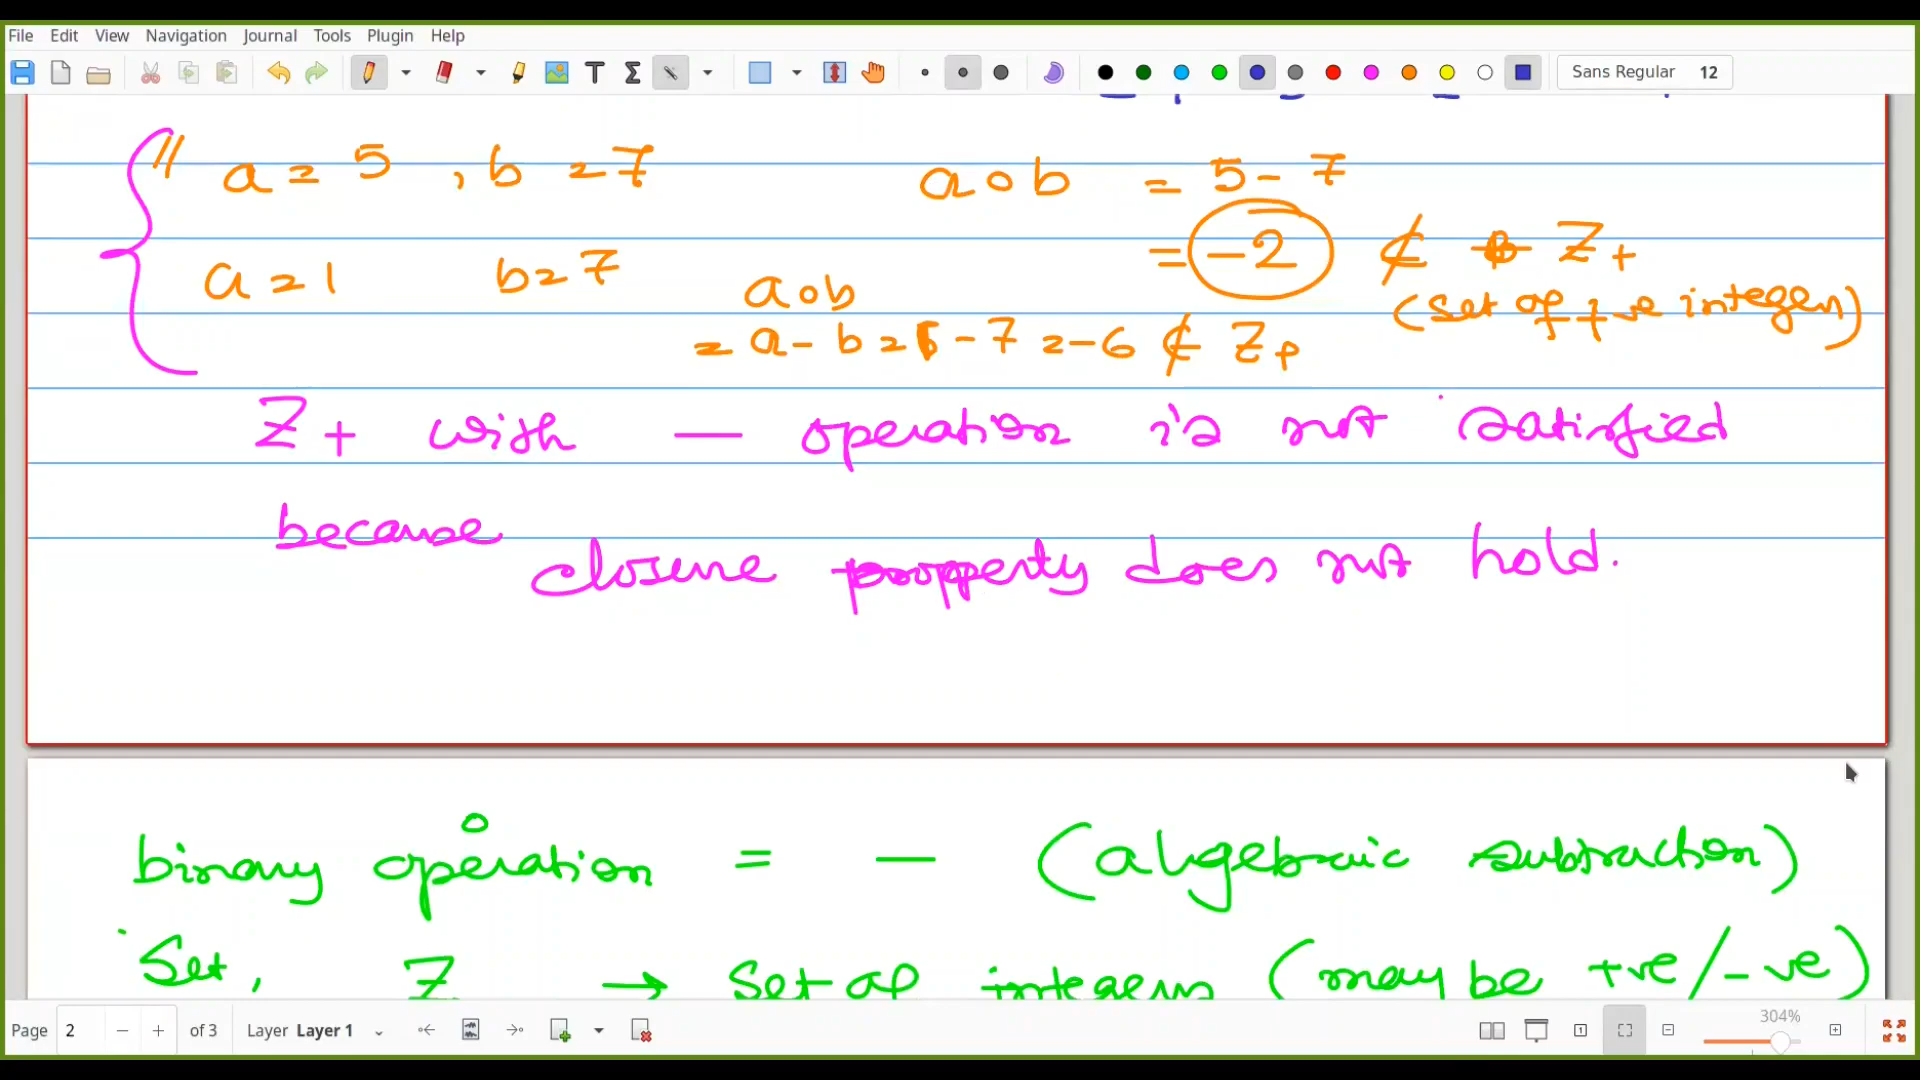 File Edit View Navigation Journal Tools Plugin Help
Sans Regular 12
a = 5 , b = 7 a o b = 5 - 7
= -2 ∉ Z+
(set of +ve integers)
a = 1 b = 7 a o b
= a - b = 1 - 7 = -6 ∉ Z+
Z+ with — operation is not satisfied
because closure property does not hold.
binary operation o = — (algebraic subtraction)
Set, Z → Set of integers (may be +ve/-ve)
Page 2 of 3 Layer Layer 1 304%